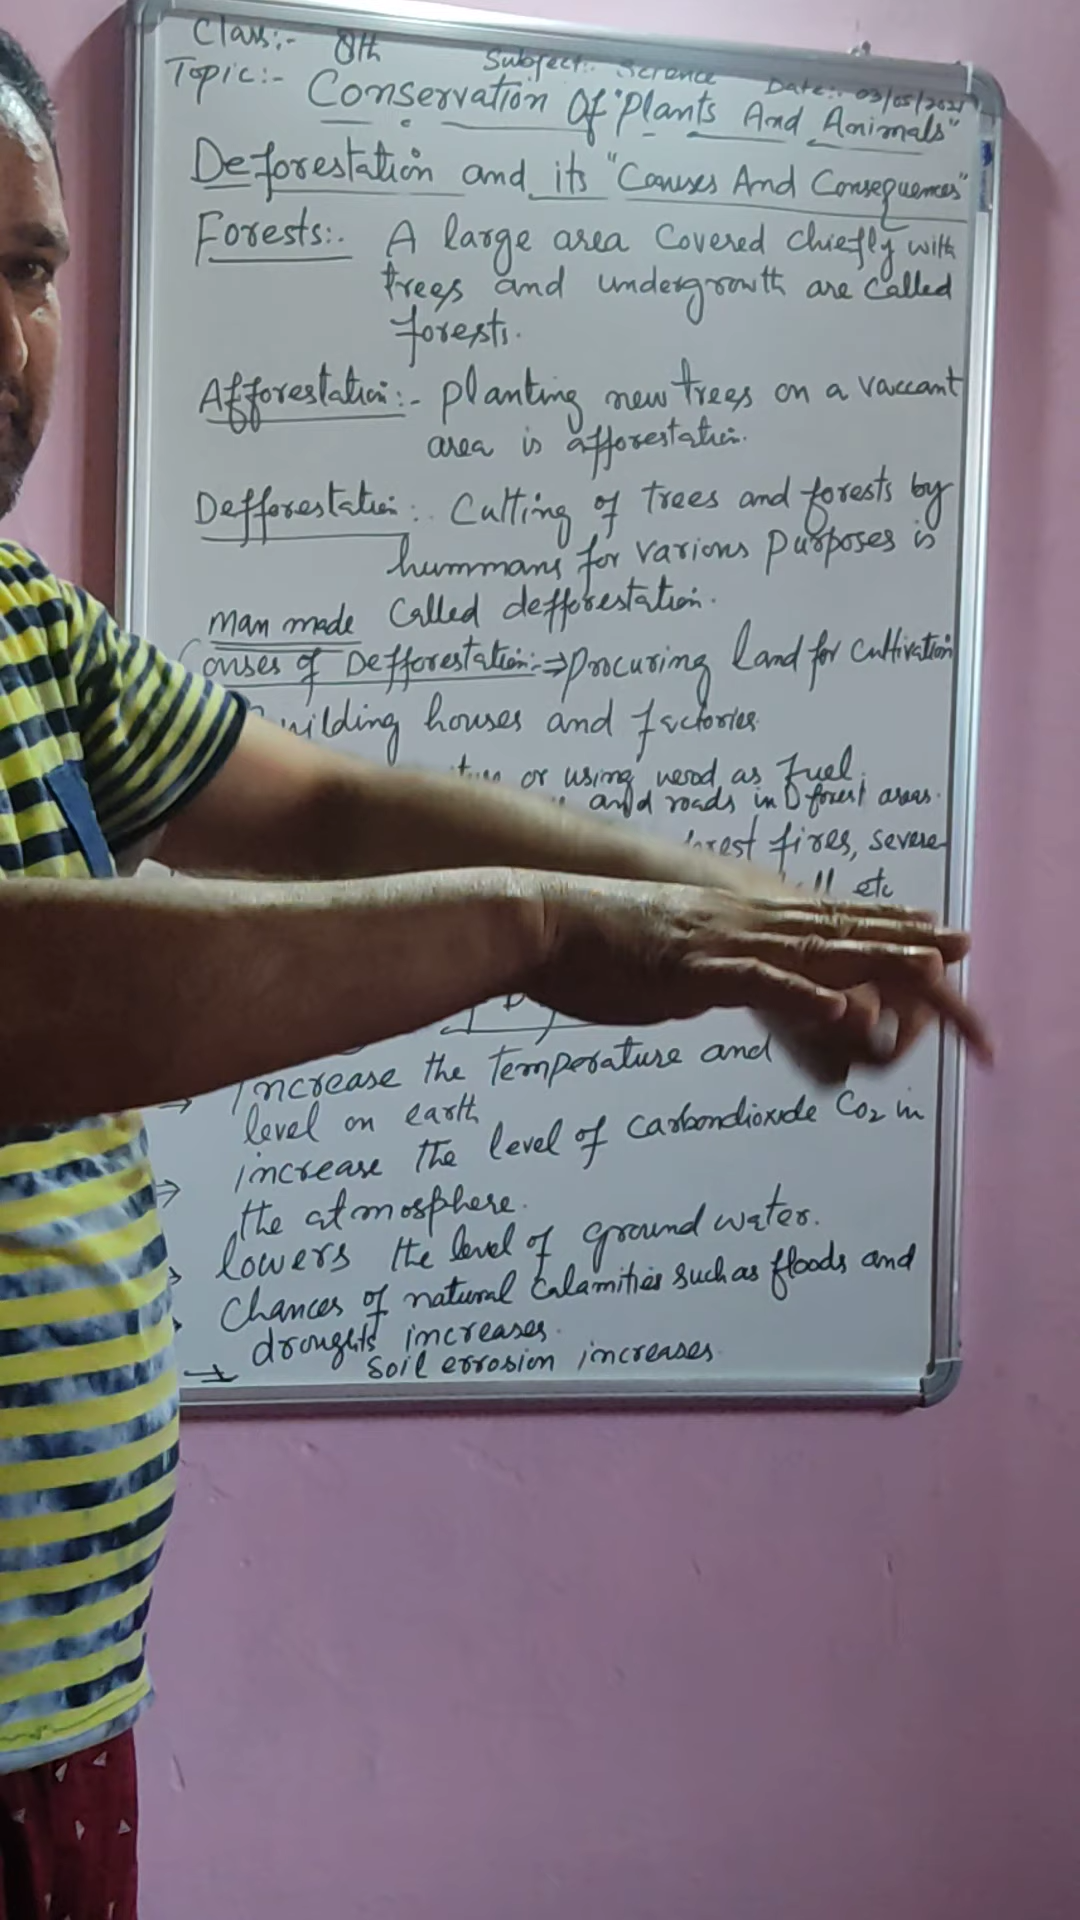 Class:- 8th Subject:. Science Date:. 03/05/2021
Topic:- Conservation Of "Plants And Animals"
Deforestation and its "Causes And Consequences"
Forests:. A large area Covered chiefly with
trees and undergrowth are Called
forests.
Afforestation:- planting new trees on a vaccant
area is afforestation.
Defforestation:. Cutting of trees and forests by
hummans for various purposes is
man made Called defforestation.
Causes of Defforestation:-⇒ procuring land for cultivation
building houses and factories.
or using wood as fuel.
and roads in forest areas.
forest fires, severe
etc
⇒ Increase the temperature and
level on earth
⇒ increase the level of carbondioxide CO2 in
the atmosphere.
lowers the level of ground water.
Chances of natural Calamities such as floods and
droughts increases.
→ soil errosion increases